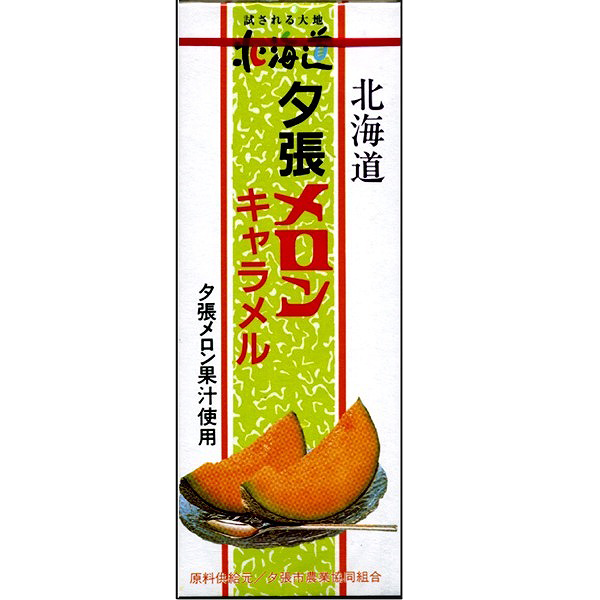 試される大地
北海道
北海道
夕張メロン
キャラメル
夕張メロン果汁使用
原料供給元／夕張市農業協同組合